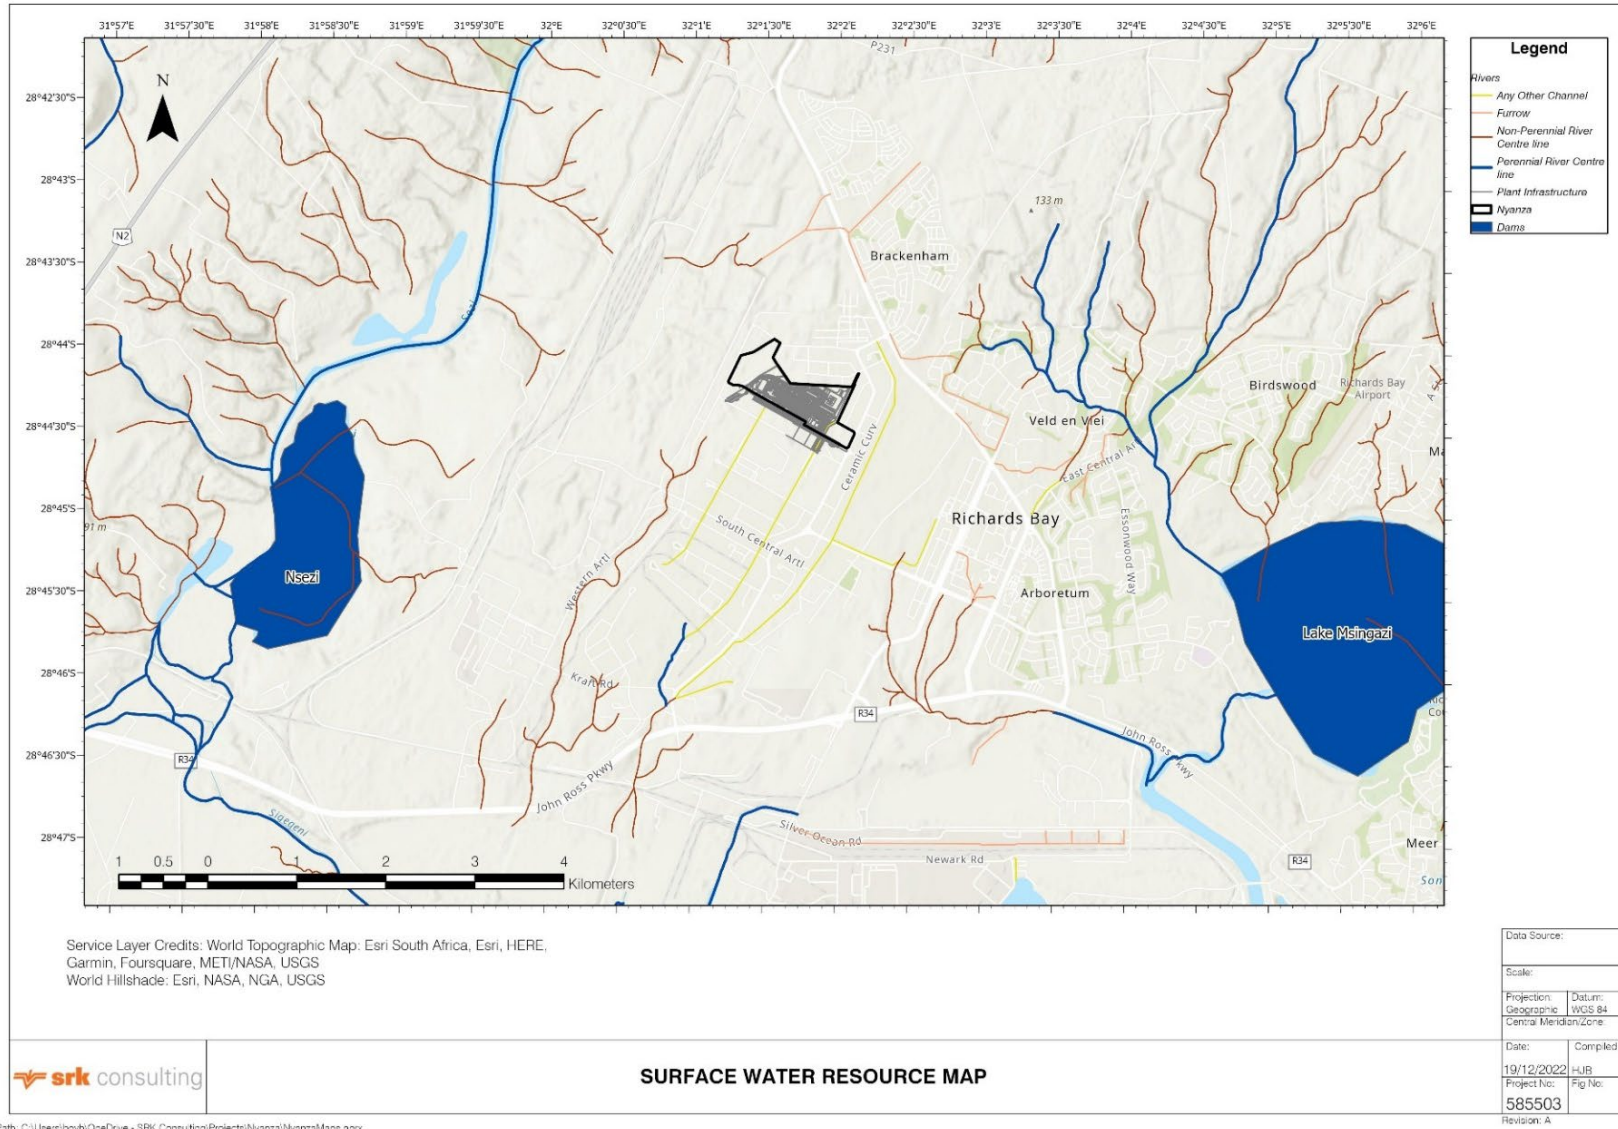 31°57'E 31°57'30"E 31°58'E 31°58'30"E 31°59'E 31°59'30"E 32°0'E 32°0'30"E 32°1'E 32°1'30"E 32°2'E 32°2'30"E 32°3'E 32°3'30"E 32°4'E 32°4'30"E 32°5'E 32°5'30"E 32°6'E
Legend
Rivers
Any Other Channel
Furrow
Non-Perennial River
Centre line
Perennial River Centre
line
Plant Infrastructure
Nyanza
Dams
P231
N
28°42'30"S
28°43'S
133 m
N2
Brackenham
28°43'30"S
28°44'S
Birdswood
Richards Bay
Airport
Veld en Vlei
28°44'30"S
Ceramic Curv
East Central Art
28°45'S
91 m
Richards Bay
South Central Artl
Essonwood Way
Western Artl
Nsezi
28°45'30"S
Arboretum
Lake Msingazi
28°46'S
Kraft Rd
R34
28°46'30"S
R34
John Ross Pkwy
John Ross Pkwy
Sigegeni
28°47'S
Silver Ocean Rd
Newark Rd
Meer
R34
Son
1 0.5 0 1 2 3 4
Kilometers
Service Layer Credits: World Topographic Map: Esri South Africa, Esri, HERE,
Garmin, Foursquare, METI/NASA, USGS
World Hillshade: Esri, NASA, NGA, USGS
Data Source:
Scale:
Projection: Datum:
Geographic WGS 84
Central Meridian/Zone:
Date: Compiled
19/12/2022 HJB
Project No: Fig No:
585503
Revision: A
srk consulting
SURFACE WATER RESOURCE MAP